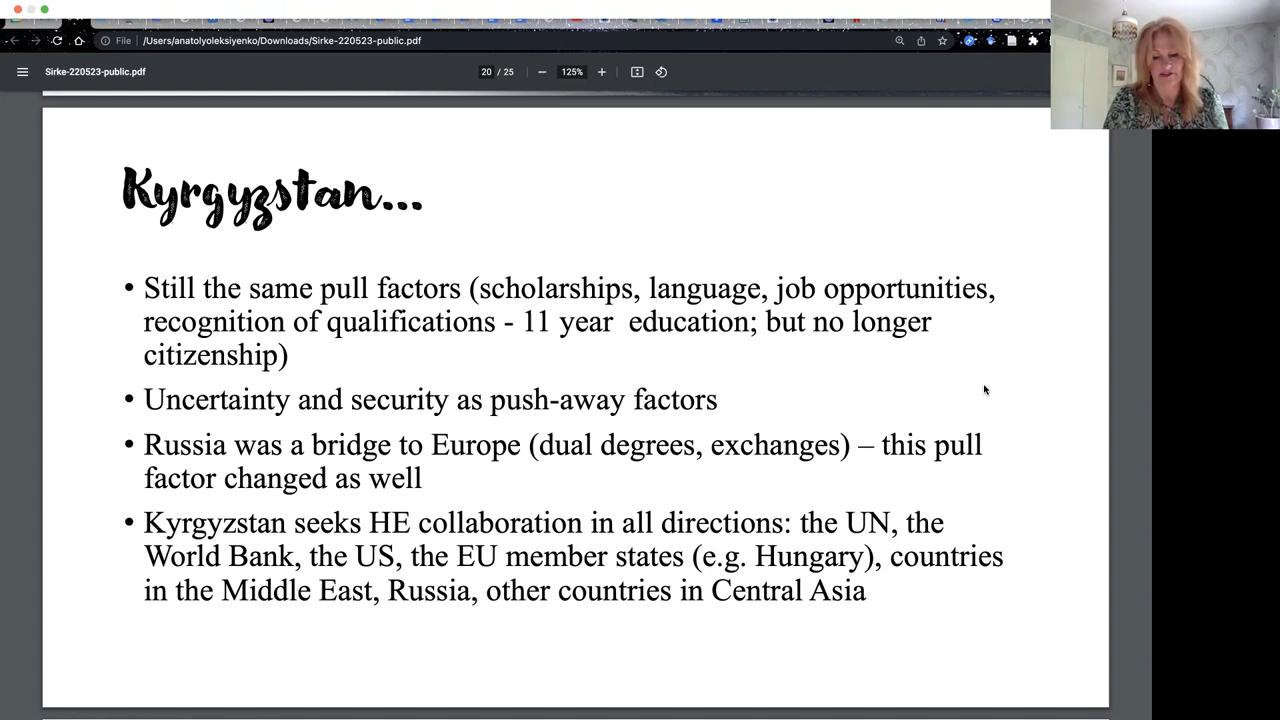 File
/Users/anatolyoleksiyenko/Downloads/Sirke-220523-public.pdf
Sirke-220523-public.pdf
20 / 25
125%
Kyrgyzstan...
• Still the same pull factors (scholarships, language, job opportunities,
recognition of qualifications - 11 year education; but no longer
citizenship)
• Uncertainty and security as push-away factors
• Russia was a bridge to Europe (dual degrees, exchanges) – this pull
factor changed as well
• Kyrgyzstan seeks HE collaboration in all directions: the UN, the
World Bank, the US, the EU member states (e.g. Hungary), countries
in the Middle East, Russia, other countries in Central Asia